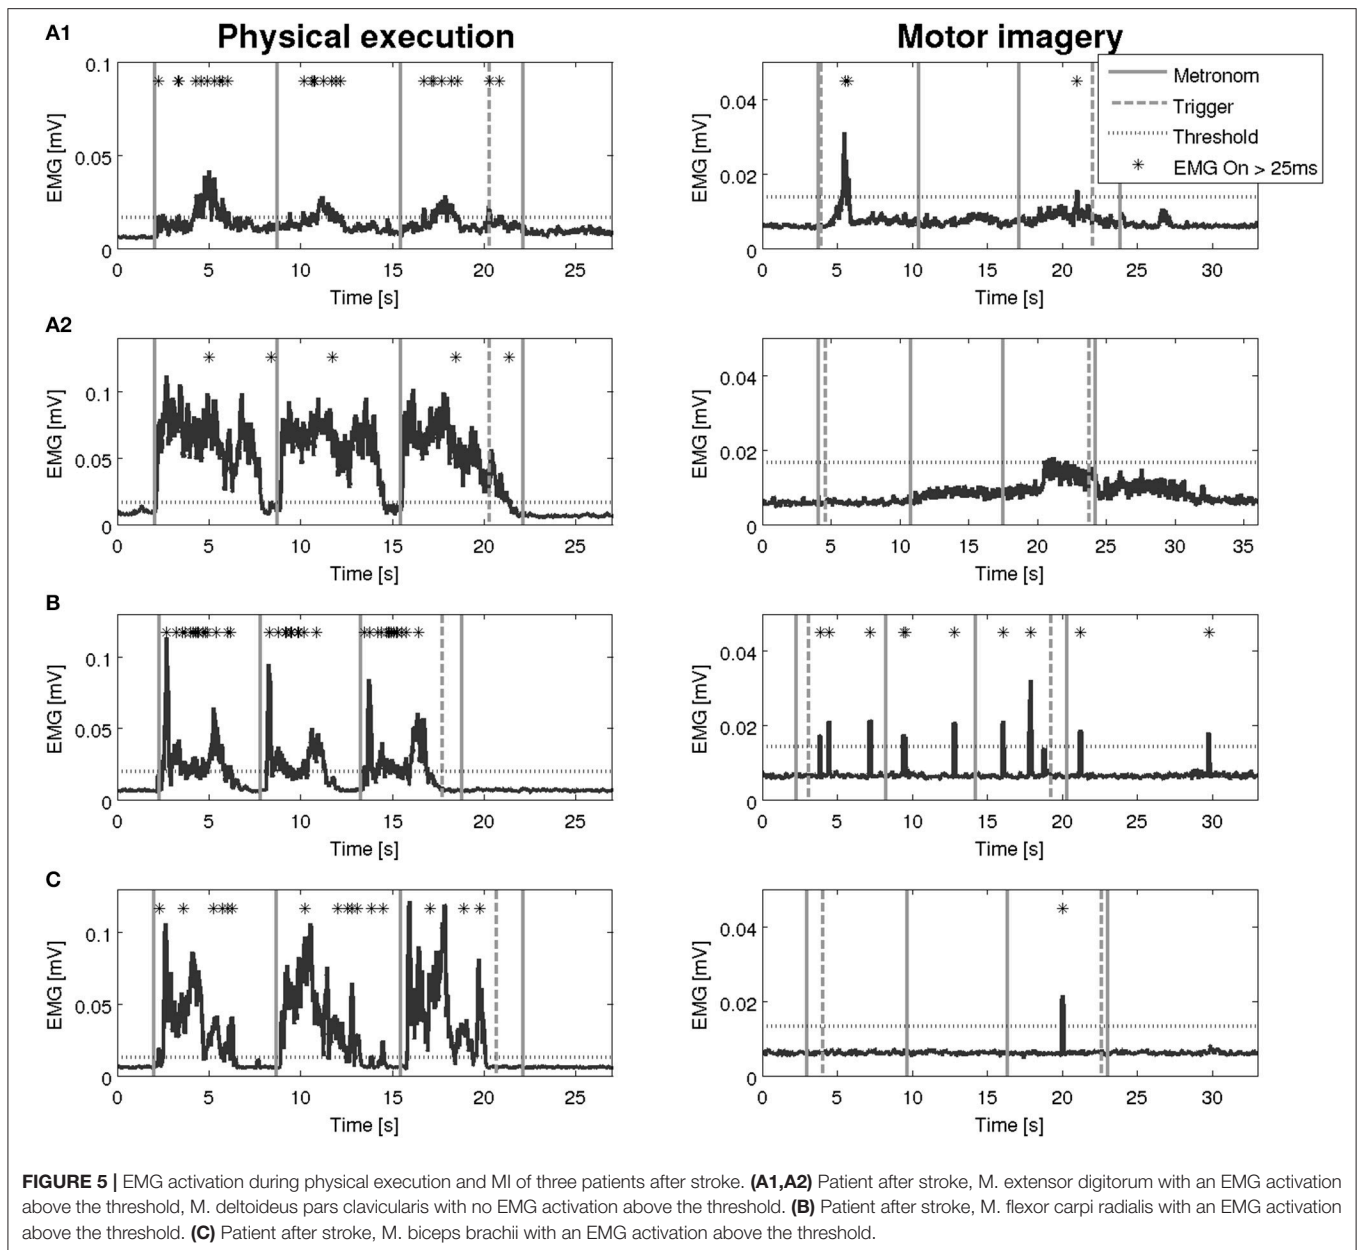 A1
Physical execution
Motor imagery
0.1
0.05
0
EMG [mV]
0 5 10 15 20 25
Time [s]
0.04
0.02
0
EMG [mV]
0 5 10 15 20 25 30
Time [s]
Metronom
Trigger
Threshold
EMG On > 25ms
A2
0.1
0.05
0
EMG [mV]
0 5 10 15 20 25
Time [s]
0.04
0.02
0
EMG [mV]
0 5 10 15 20 25 30 35
Time [s]
B
0.1
0.05
0
EMG [mV]
0 5 10 15 20 25
Time [s]
0.04
0.02
0
EMG [mV]
0 5 10 15 20 25 30
Time [s]
C
0.1
0.05
0
EMG [mV]
0 5 10 15 20 25
Time [s]
0.04
0.02
0
EMG [mV]
0 5 10 15 20 25 30
Time [s]
FIGURE 5 | EMG activation during physical execution and MI of three patients after stroke. (A1,A2) Patient after stroke, M. extensor digitorum with an EMG activation
above the threshold, M. deltoideus pars clavicularis with no EMG activation above the threshold. (B) Patient after stroke, M. flexor carpi radialis with an EMG activation
above the threshold. (C) Patient after stroke, M. biceps brachii with an EMG activation above the threshold.